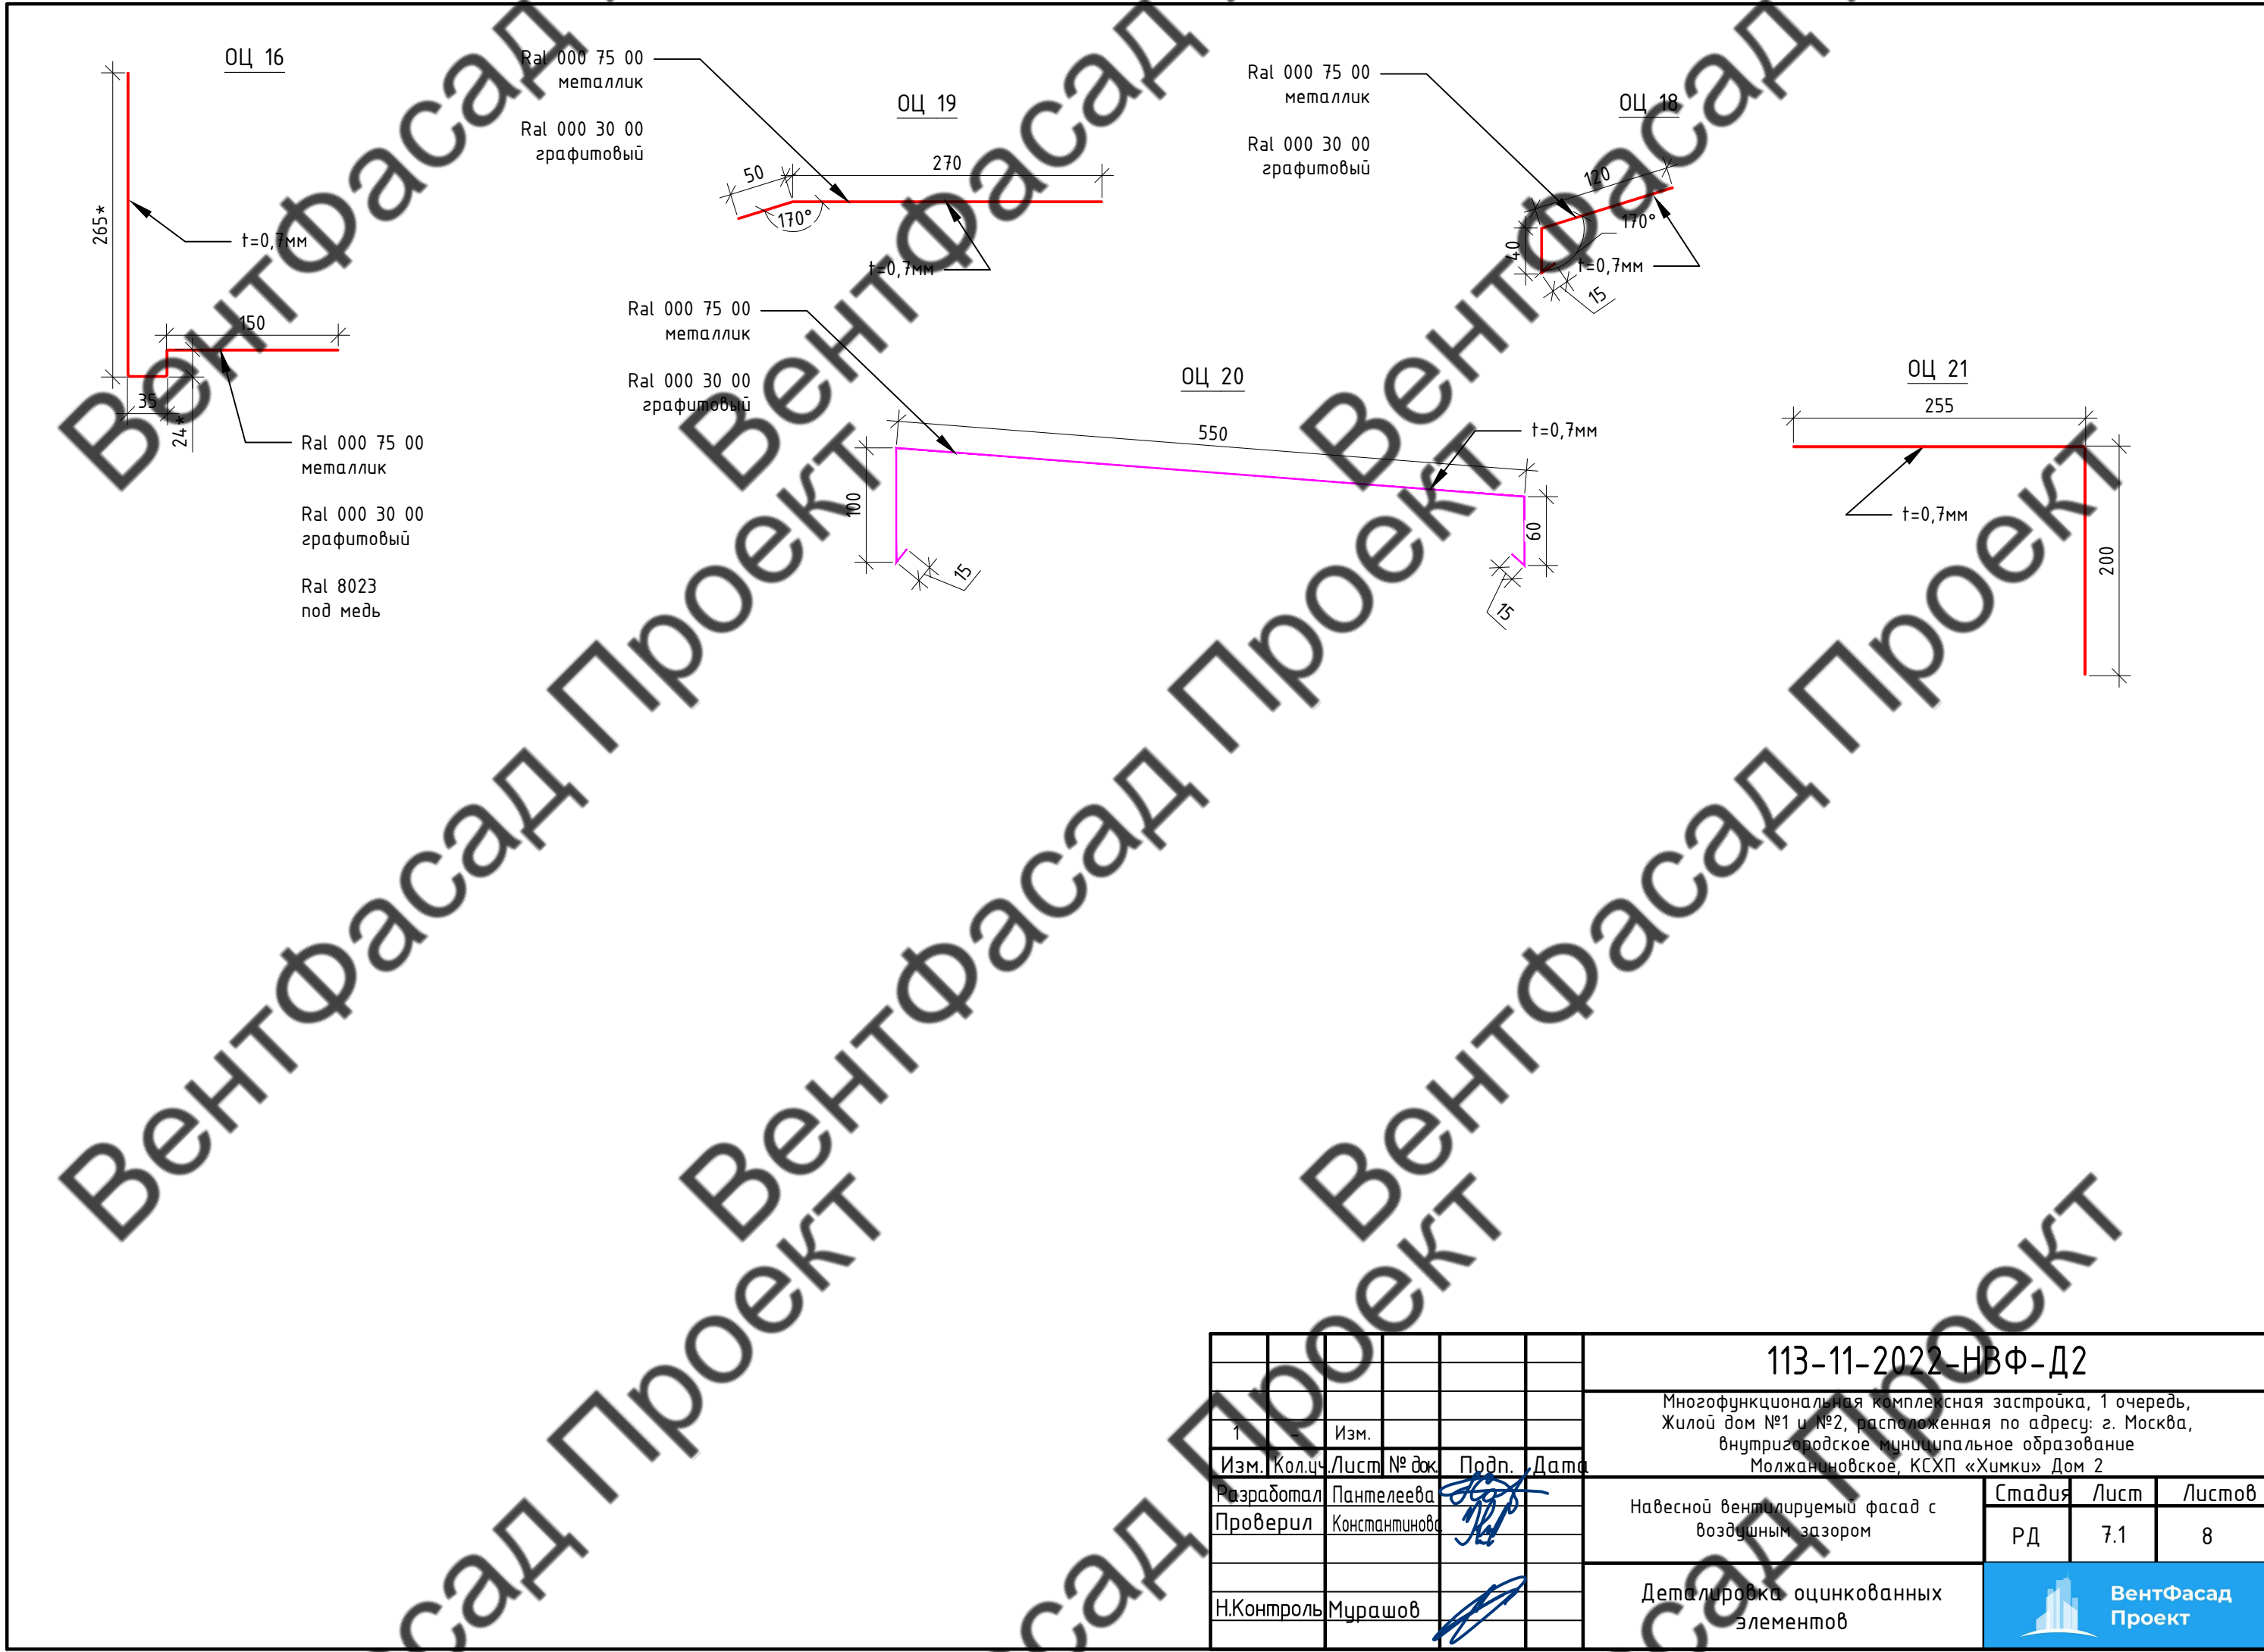 ОЦ 16
265*
t=0,7мм
150
35
24*
Ral 000 75 00
металлик
Ral 000 30 00
графитовый
Ral 8023
под медь
Ral 000 75 00
металлик
Ral 000 30 00
графитовый
ОЦ 19
50
270
170°
t=0,7мм
Ral 000 75 00
металлик
Ral 000 30 00
графитовый
ОЦ 18
120
170°
40
t=0,7мм
15
Ral 000 75 00
металлик
Ral 000 30 00
графитовый
ОЦ 20
550
t=0,7мм
100
60
15
15
ОЦ 21
255
t=0,7мм
200
ВентФасад Проект
ВентФасад Проект
ВентФасад Проект
ВентФасад Проект
ВентФасад Проект
ВентФасад Проект
113-11-2022-НВФ-Д2
Многофункциональная комплексная застройка, 1 очередь,
Жилой дом №1 и №2, расположенная по адресу: г. Москва,
внутригородское муниципальное образование
Молжаниновское, КСХП «Химки» Дом 2
1 - Изм.
Изм. Кол.уч. Лист № док. Подп. Дата
Разработал Пантелеева
Проверил Константинова
Н.Контроль Мурашов
Навесной вентилируемый фасад с
воздушным зазором
Стадия Лист Листов
РД 7.1 8
Деталировка оцинкованных
элементов
ВентФасад
Проект